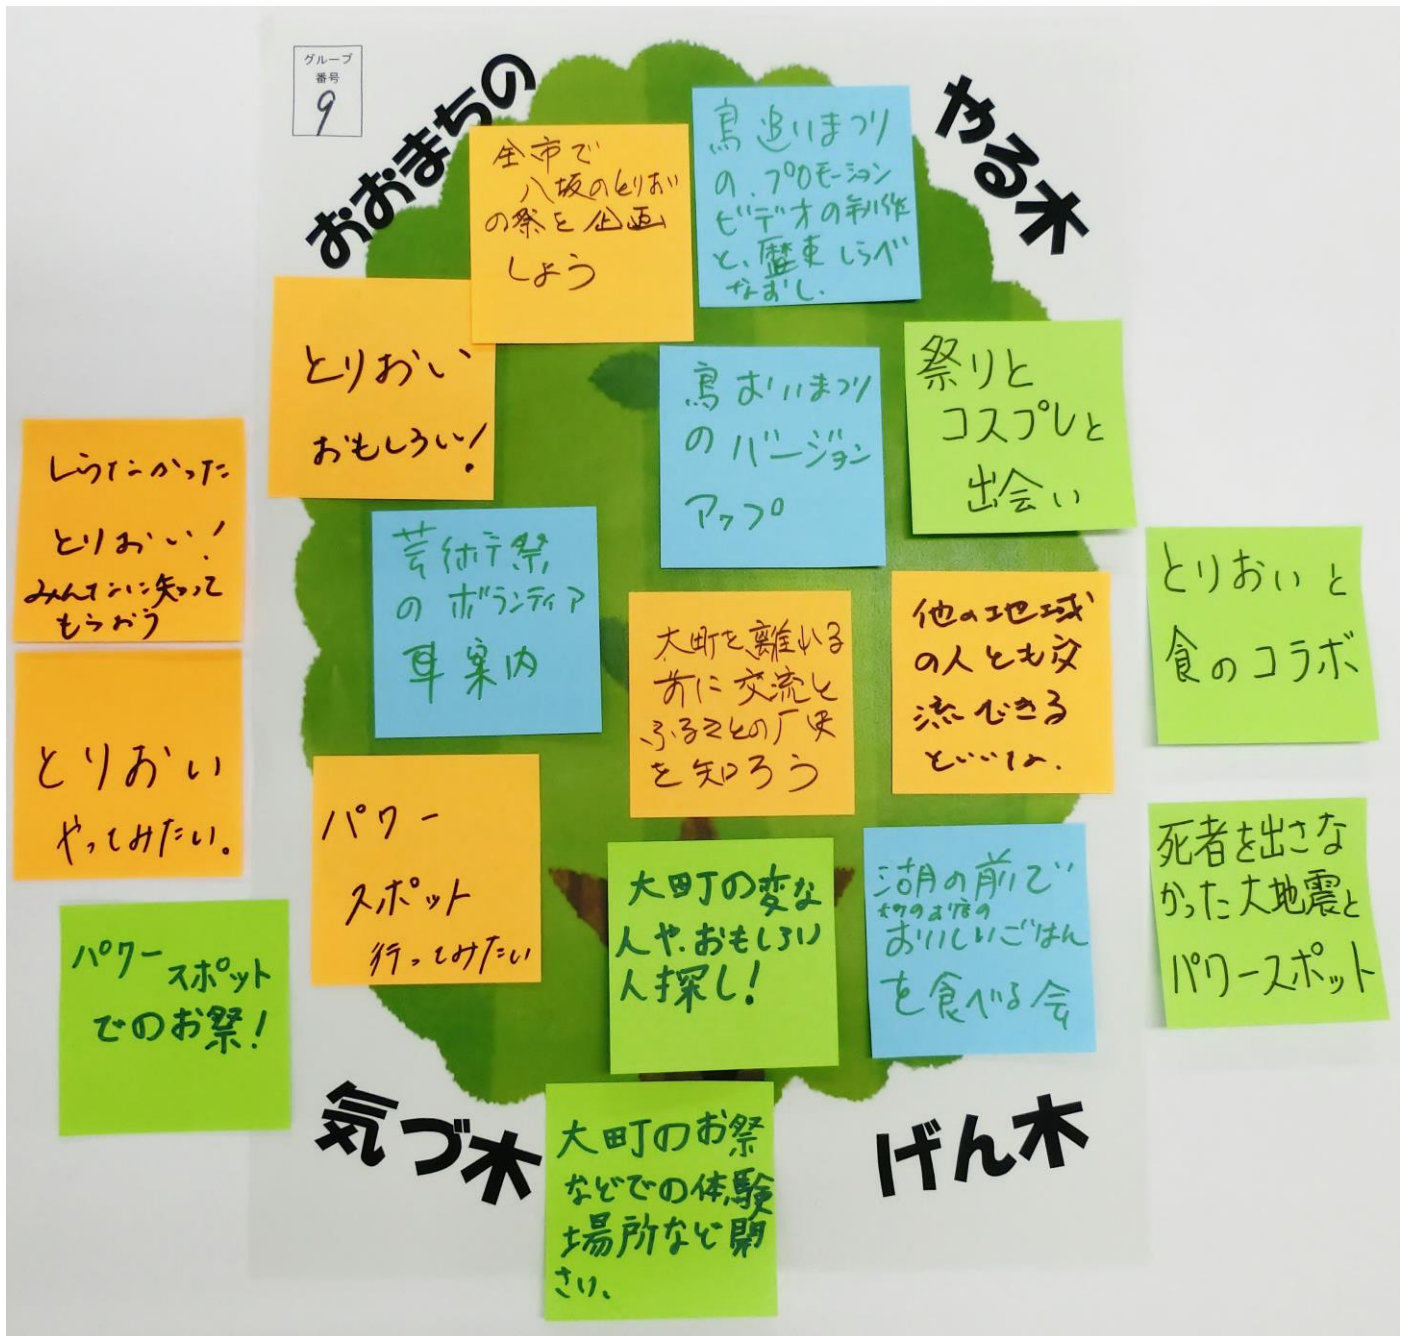 グループ
番号
9
おおまちの
やる木
全市で
八坂のとりおい
の祭を企画
しよう
鳥追いまつり
の、プロモーション
ビデオの制作
と、歴史しらべ
なおし.
とりおい
おもしろい!
鳥おいまつり
のバージョン
アップ
祭りと
コスプレと
出会い
しらなかった
とりおい!
みんなに知って
もらおう
芸術祭
のボランティア
車案内
大町を離れる
前に交流と
ふるさとの厂史
を知ろう
他の地域
の人とも交
流できる
といいな.
とりおいと
食のコラボ
とりおい
やってみたい。
パワー
スポット
行ってみたい
大町の変な
人や、おもしろい
人探し!
湖の前で
大町のお店の
おいしいごはん
を食べる会
死者を出さな
かった大地震と
パワースポット
パワー
スポット
でのお祭!
気づ木
げん木
大町のお祭
などでの体験
場所など開
さい、